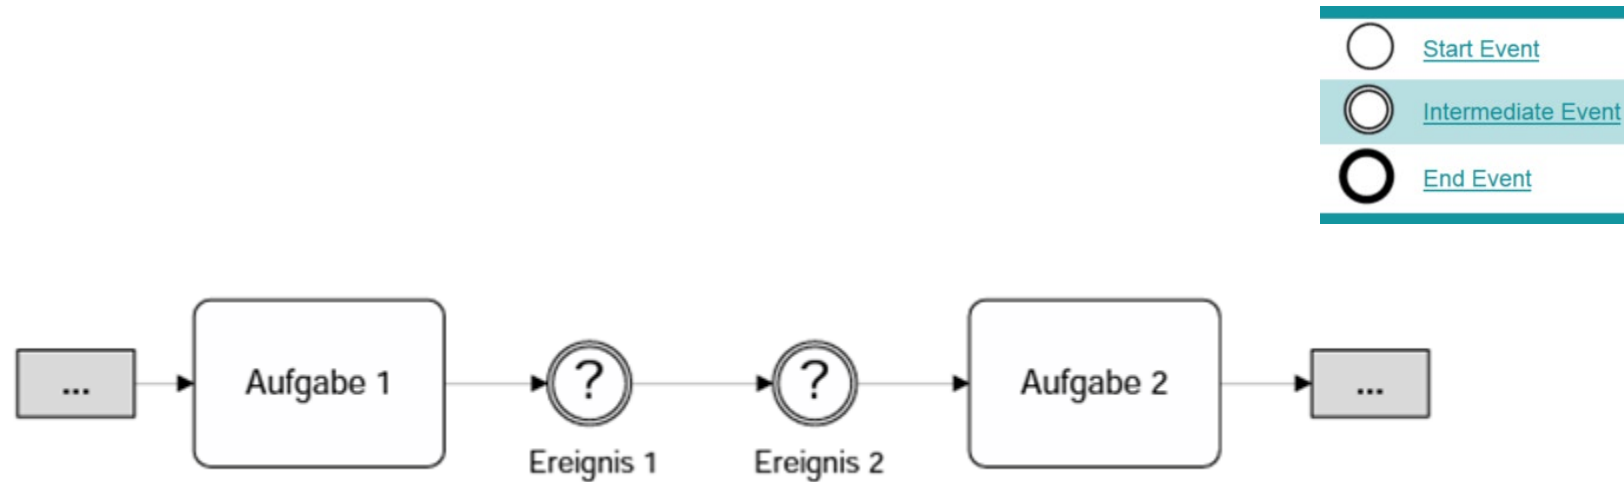 Start Event
Intermediate Event
End Event
...
Aufgabe 1
?
?
Aufgabe 2
...
Ereignis 1
Ereignis 2